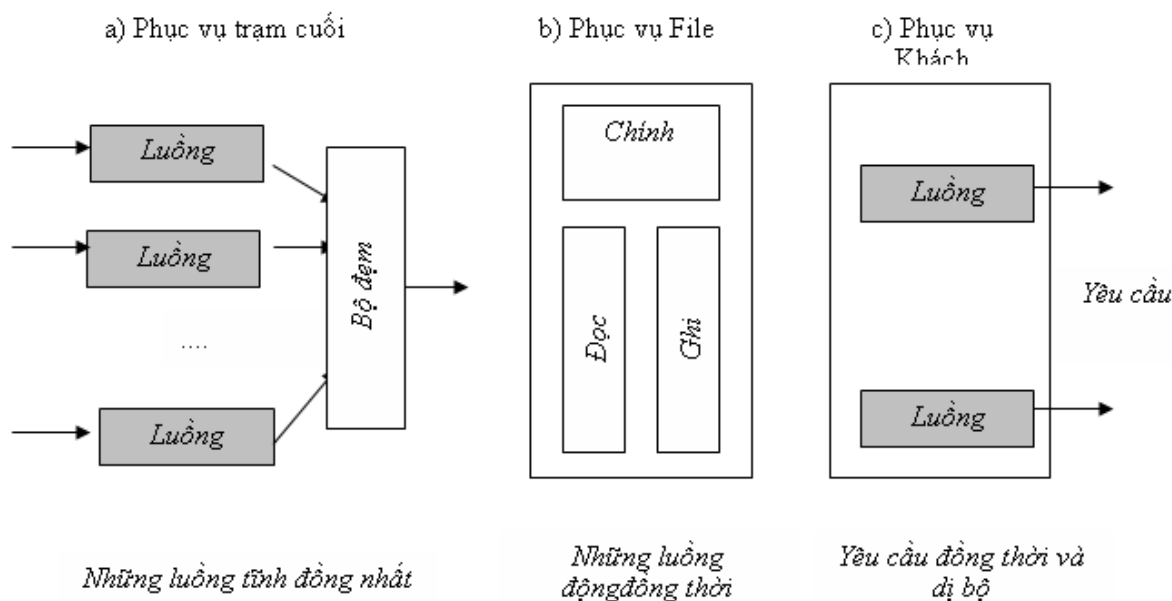 a) Phục vụ trạm cuối
b) Phục vụ File
c) Phục vụ
Khách
Luồng
Luồng
....
Luồng
Bộ đệm
Chính
Đọc
Ghi
Luồng
Luồng
Yêu cầu
Những luồng tĩnh đồng nhất
Những luồng
độngđồng thời
Yêu cầu đồng thời và
dị bộ